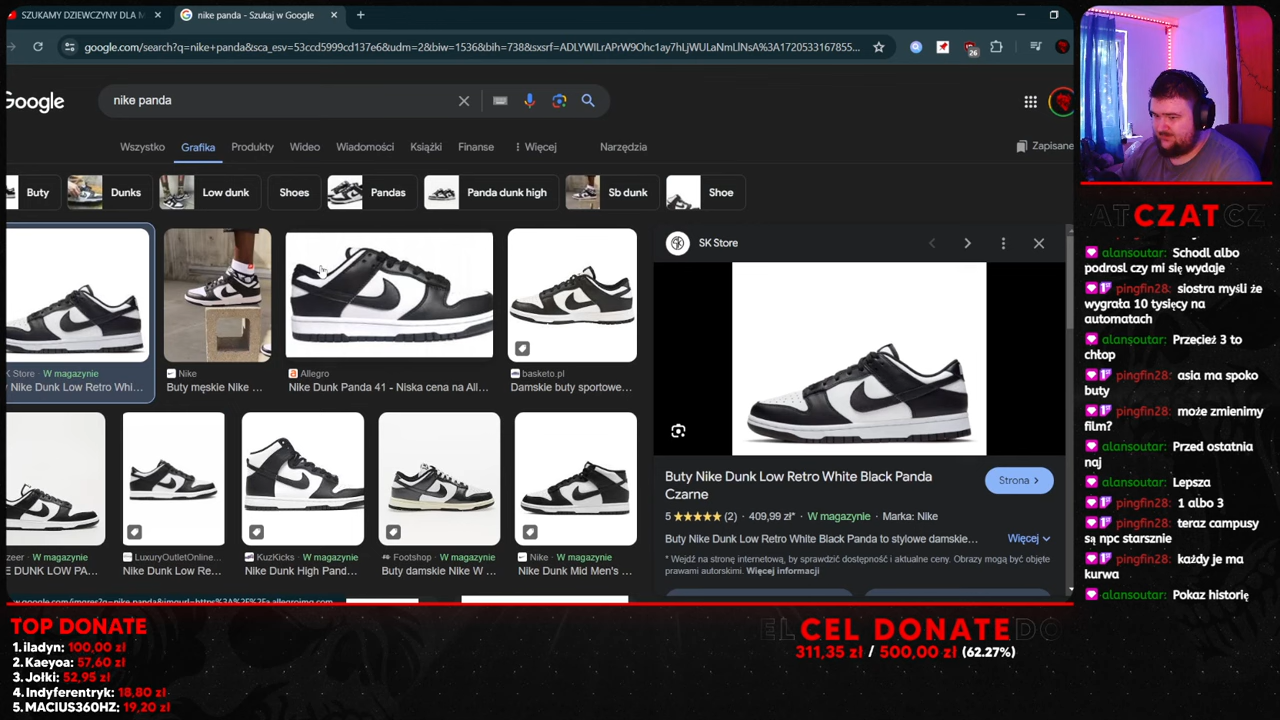 SZUKAMY DZIEWCZYNY DLA M
nike panda - Szukaj w Google
google.com/search?q=nike+panda&sca_esv=53ccd5999cd137e6&udm=2&biw=1536&bih=738&sxsrf=ADLYWILrAPrW9Ohc1ay7hLjWULaNmLlNsA%3A1720533167855...
26
Google
nike panda
Wszystko
Grafika
Produkty
Wideo
Wiadomości
Książki
Finanse
Więcej
Narzędzia
Zapisane
Buty
Dunks
Low dunk
Shoes
Pandas
Panda dunk high
Sb dunk
Shoe
Store · W magazynie
Nike Dunk Low Retro Whi...
Nike
Buty męskie Nike ...
Allegro
Nike Dunk Panda 41 - Niska cena na All...
basketo.pl
Damskie buty sportowe...
zeer · W magazynie
DUNK LOW PA...
LuxuryOutletOnline...
Nike Dunk Low Re...
KuzKicks · W magazynie
Nike Dunk High Pand...
Footshop · W magazynie
Buty damskie Nike W ...
Nike · W magazynie
Nike Dunk Mid Men's ...
SK Store
Buty Nike Dunk Low Retro White Black Panda
Czarne
Strona
5 ★★★★★ (2) · 409,99 zł* · W magazynie · Marka: Nike
Buty Nike Dunk Low Retro White Black Panda to stylowe damskie...
Więcej
* Wejdź na stronę internetową, by sprawdzić dostępność i aktualne ceny. Obrazy mogą być objęte
prawami autorskimi. Więcej informacji
AT CZAT CZ
alansoutar: Schodl albo
podrosl czy mi się wydaje
pingfin28: siostra myśli że
wygrała 10 tysięcy na
automatach
alansoutar: Przecież 3 to
chłop
pingfin28: asia ma spoko
buty
pingfin28: może zmienimy
film?
alansoutar: Przed ostatnia
naj
alansoutar: Lepsza
pingfin28: 1 albo 3
pingfin28: teraz campusy
są npc starsznie
pingfin28: każdy je ma
kurwa
alansoutar: Pokaz historię
TOP DONATE
1. iladyn: 100,00 zł
2. Kaeyoa: 57,60 zł
3. Jołki: 52,95 zł
4. Indyferentryk: 18,80 zł
5. MACIUS360HZ: 19,20 zł
EL CEL DONATE DO
311,35 zł / 500,00 zł (62.27%)